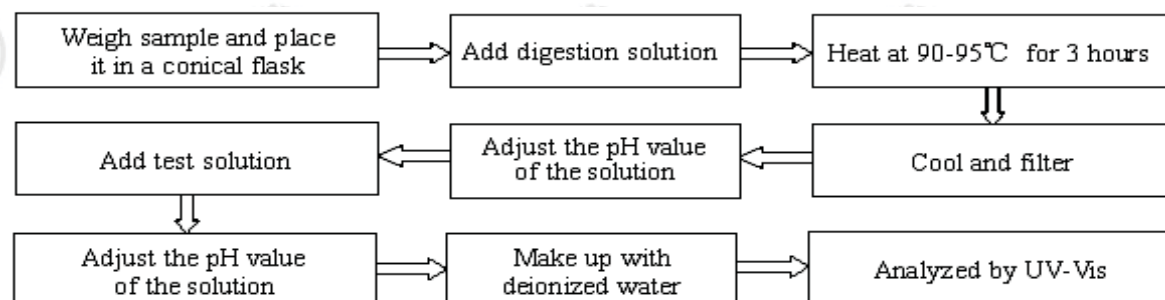 Weigh sample and place
it in a conical flask
Add digestion solution
Heat at 90-95℃ for 3 hours
Cool and filter
Adjust the pH value
of the solution
Add test solution
Adjust the pH value
of the solution
Make up with
deionized water
Analyzed by UV-Vis